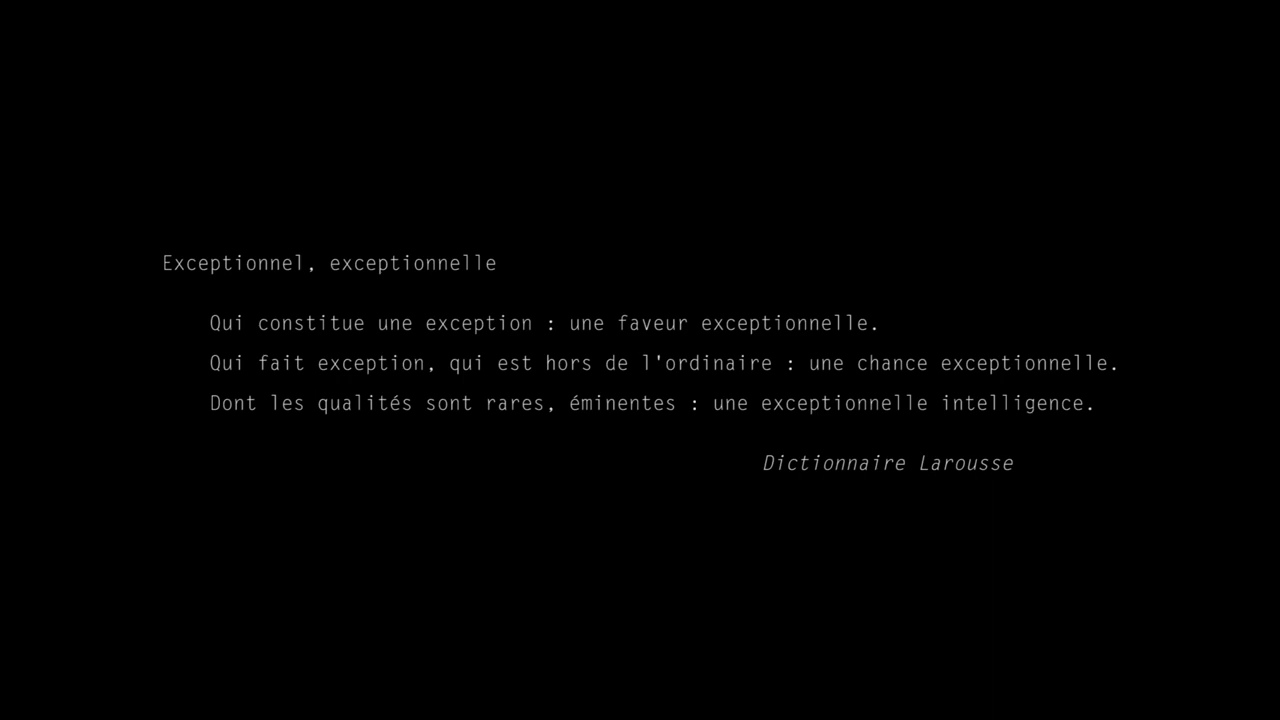 Exceptionnel, exceptionnelle
Qui constitue une exception : une faveur exceptionnelle.
Qui fait exception, qui est hors de l'ordinaire : une chance exceptionnelle.
Dont les qualités sont rares, éminentes : une exceptionnelle intelligence.
Dictionnaire Larousse